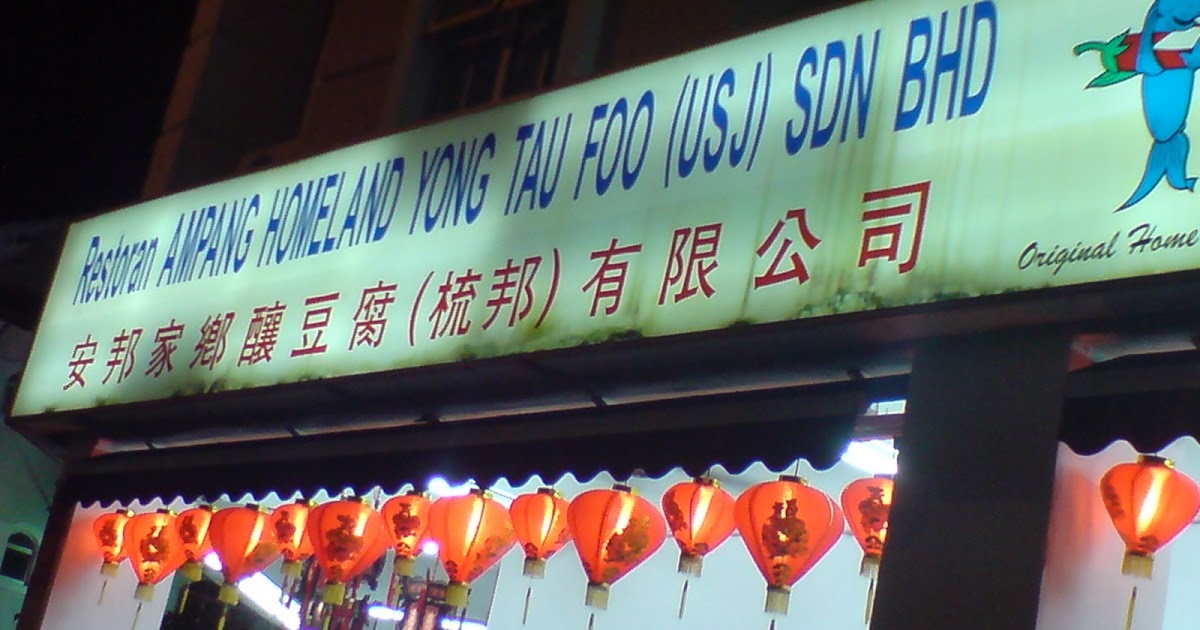 Restoran AMPANG HOMELAND YONG TAU FOO (USJ) SDN BHD
安邦家鄉釀豆腐(梳邦)有限公司
Original Home